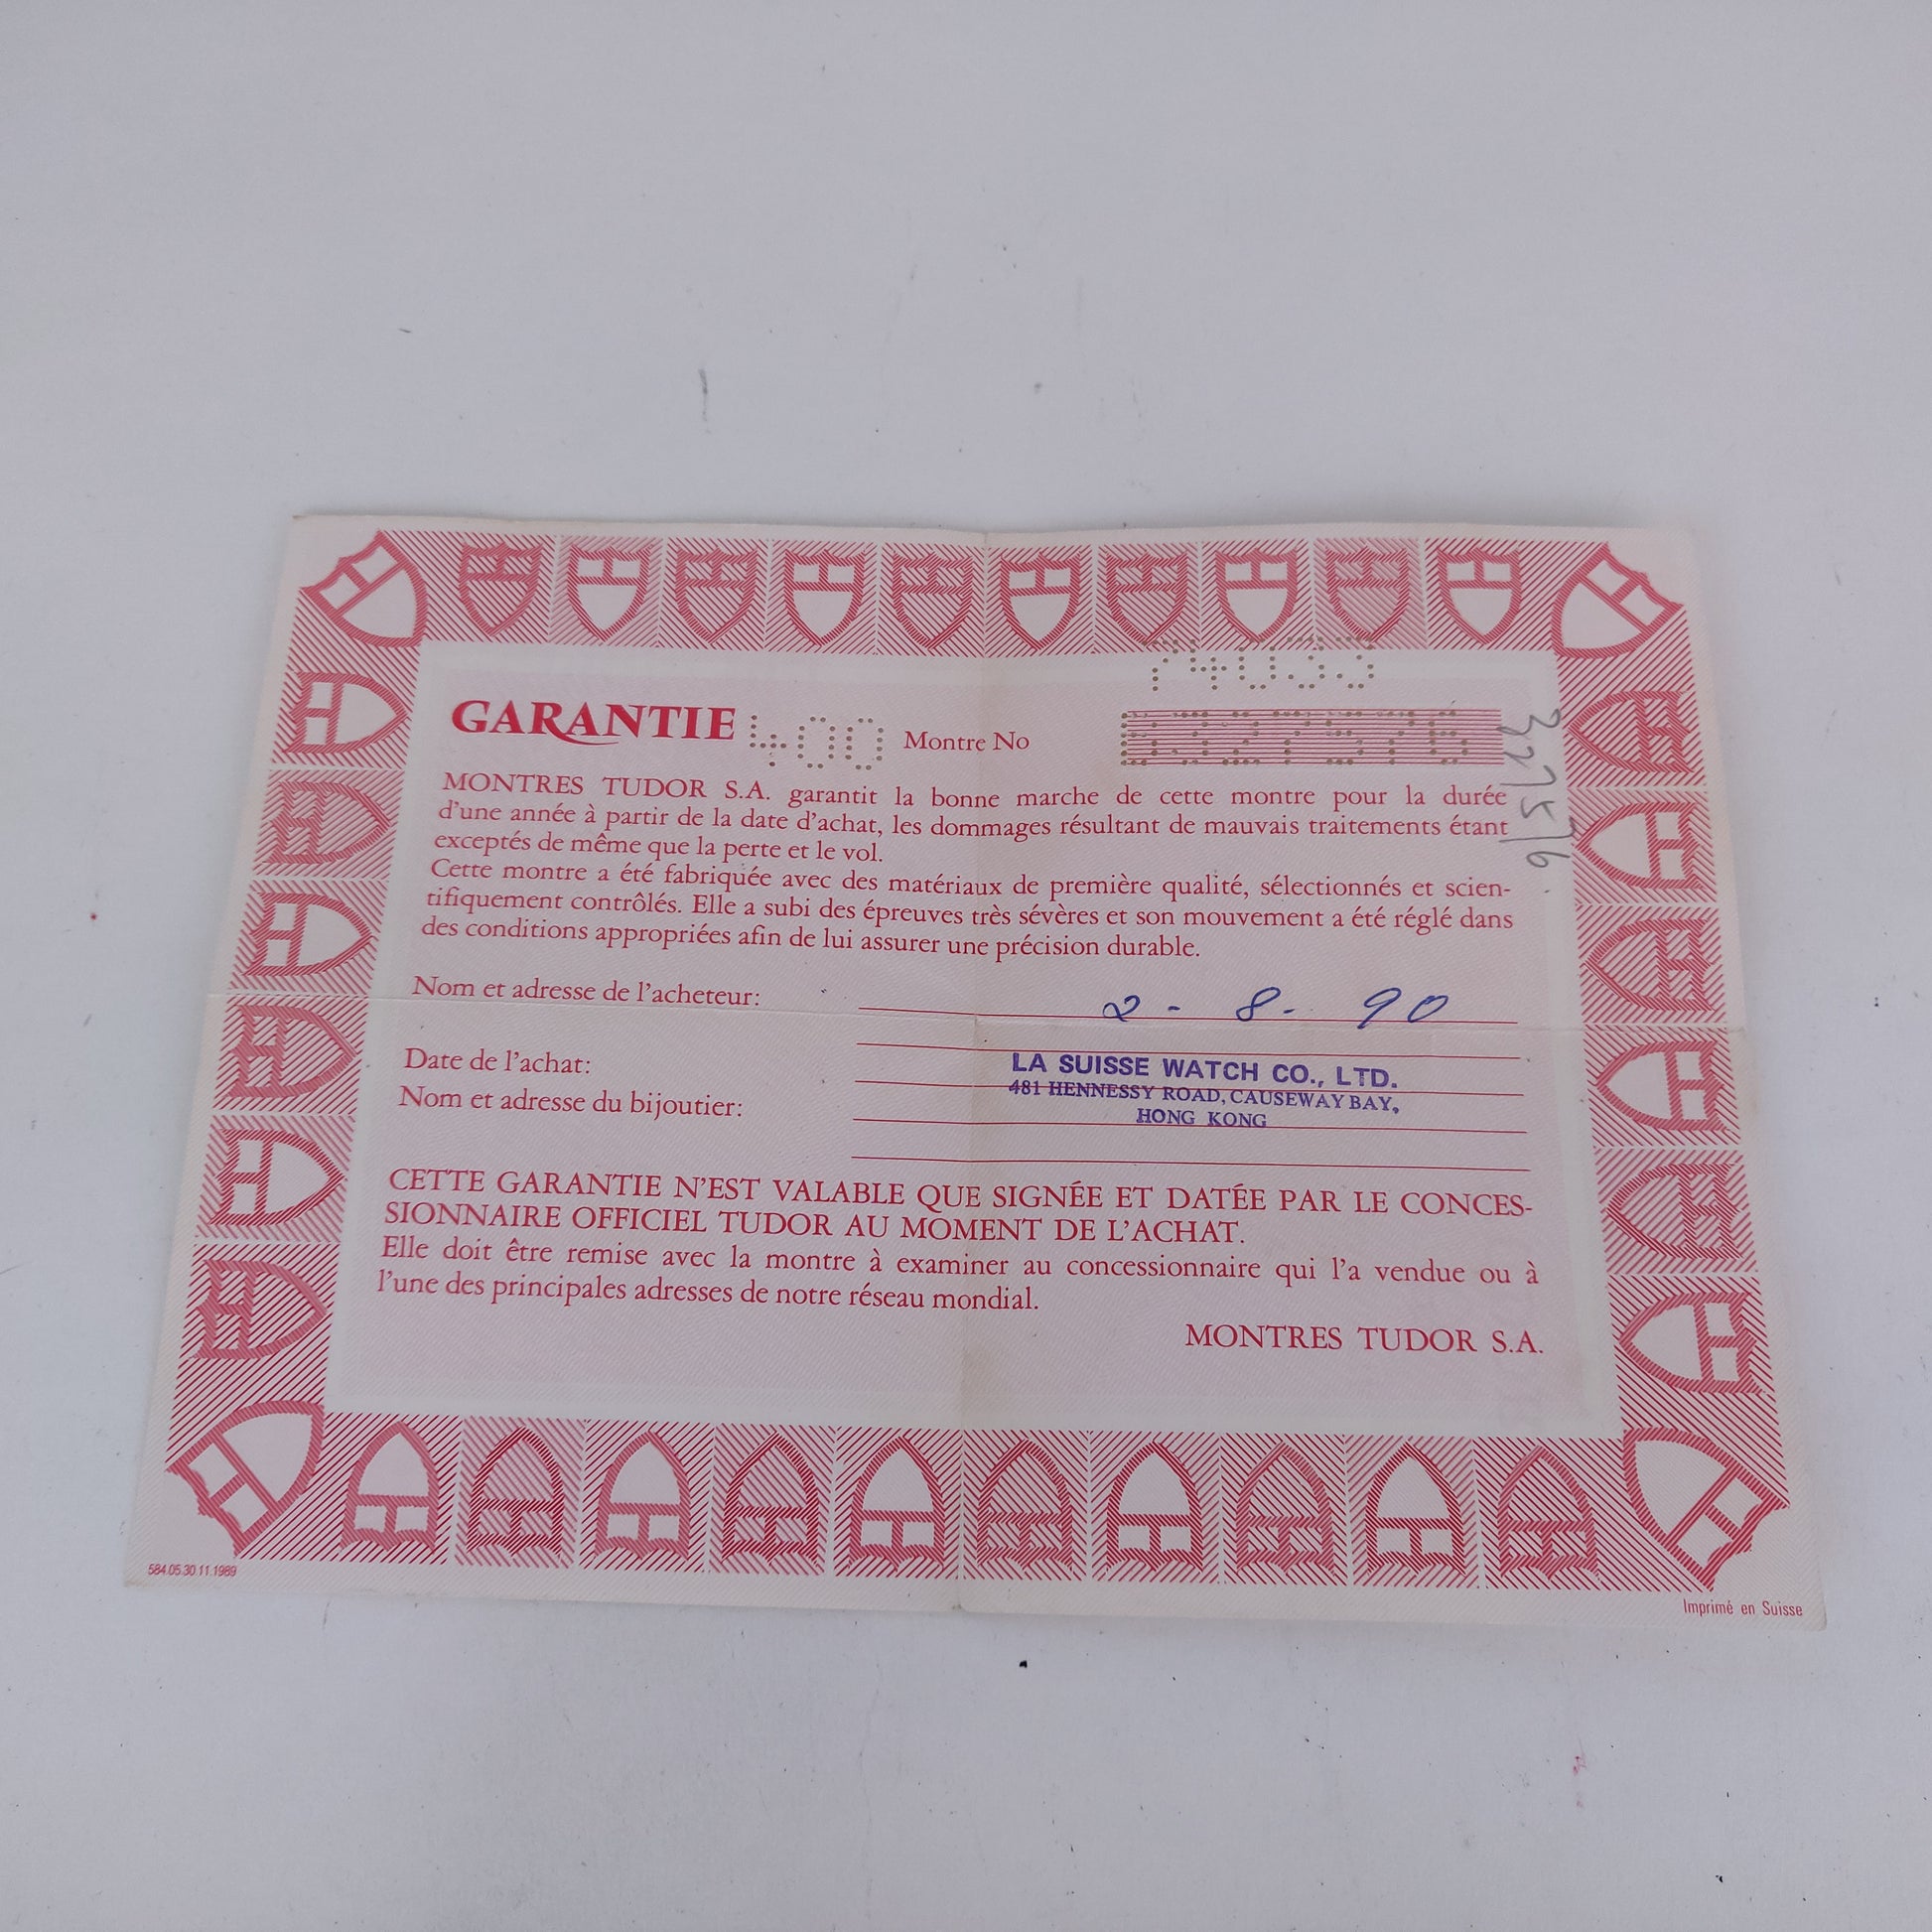 74033
GARANTIE 400 Montre No B327576
327576
MONTRES TUDOR S.A. garantit la bonne marche de cette montre pour la durée
d'une année à partir de la date d'achat, les dommages résultant de mauvais traitements étant
exceptés de même que la perte et le vol.
Cette montre a été fabriquée avec des matériaux de première qualité, sélectionnés et scien-
tifiquement contrôlés. Elle a subi des épreuves très sévères et son mouvement a été réglé dans
des conditions appropriées afin de lui assurer une précision durable.
Nom et adresse de l'acheteur: 2 - 8 - 90
Date de l'achat: LA SUISSE WATCH CO., LTD.
Nom et adresse du bijoutier: 481 HENNESSY ROAD, CAUSEWAY BAY,
HONG KONG
CETTE GARANTIE N'EST VALABLE QUE SIGNÉE ET DATÉE PAR LE CONCES-
SIONNAIRE OFFICIEL TUDOR AU MOMENT DE L'ACHAT.
Elle doit être remise avec la montre à examiner au concessionnaire qui l'a vendue ou à
l'une des principales adresses de notre réseau mondial.
MONTRES TUDOR S.A.
584.05.30.11.1989
Imprimé en Suisse